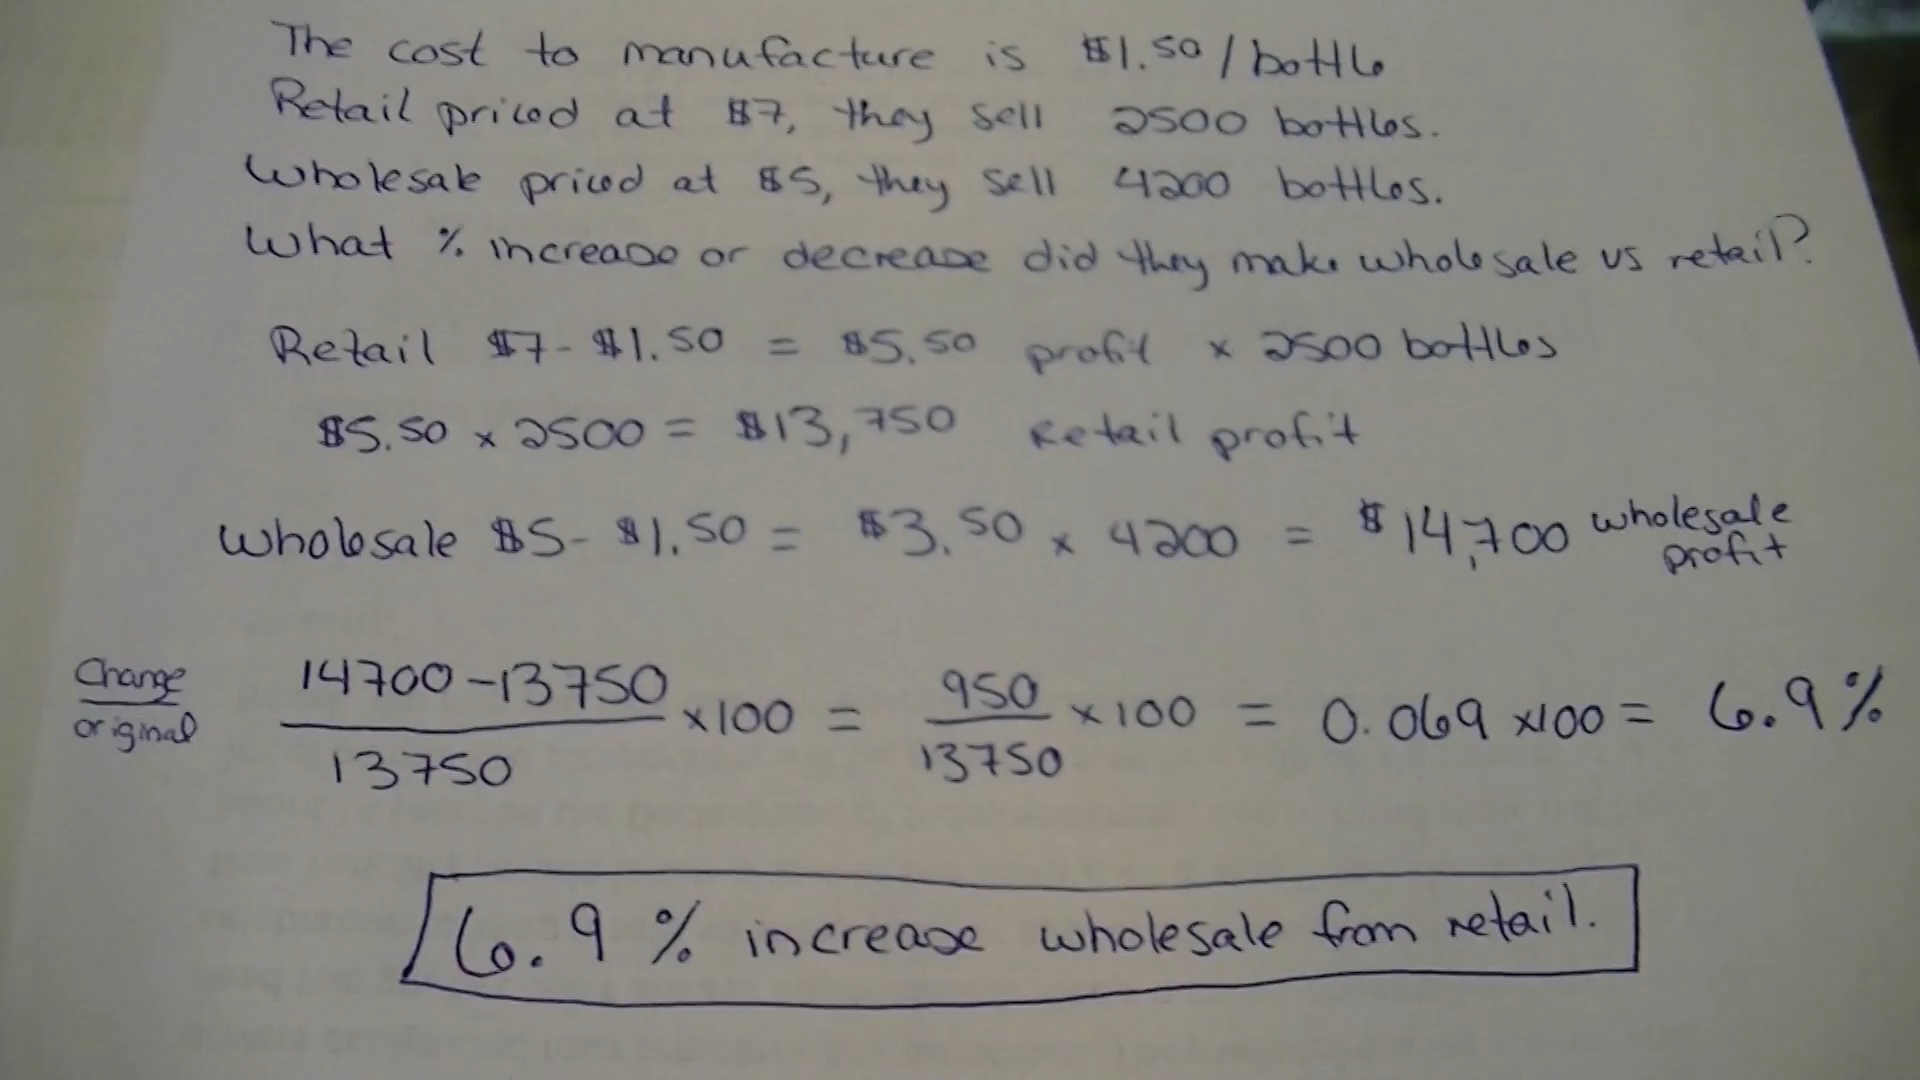 The cost to manufacture is $1.50/bottle
Retail priced at $7, they sell 2500 bottles.
Wholesale priced at $5, they sell 4200 bottles.
What % increase or decrease did they make wholesale vs retail?
Retail $7-$1.50 = $5.50 profit x 2500 bottles
$5.50 x 2500 = $13,750 Retail profit
Wholesale $5-$1.50 = $3.50 x 4200 = $14,700 wholesale profit
Change/original 14700-13750/13750 x100 = 950/13750 x100 = 0.069 x100 = 6.9%
6.9% increase wholesale from retail.